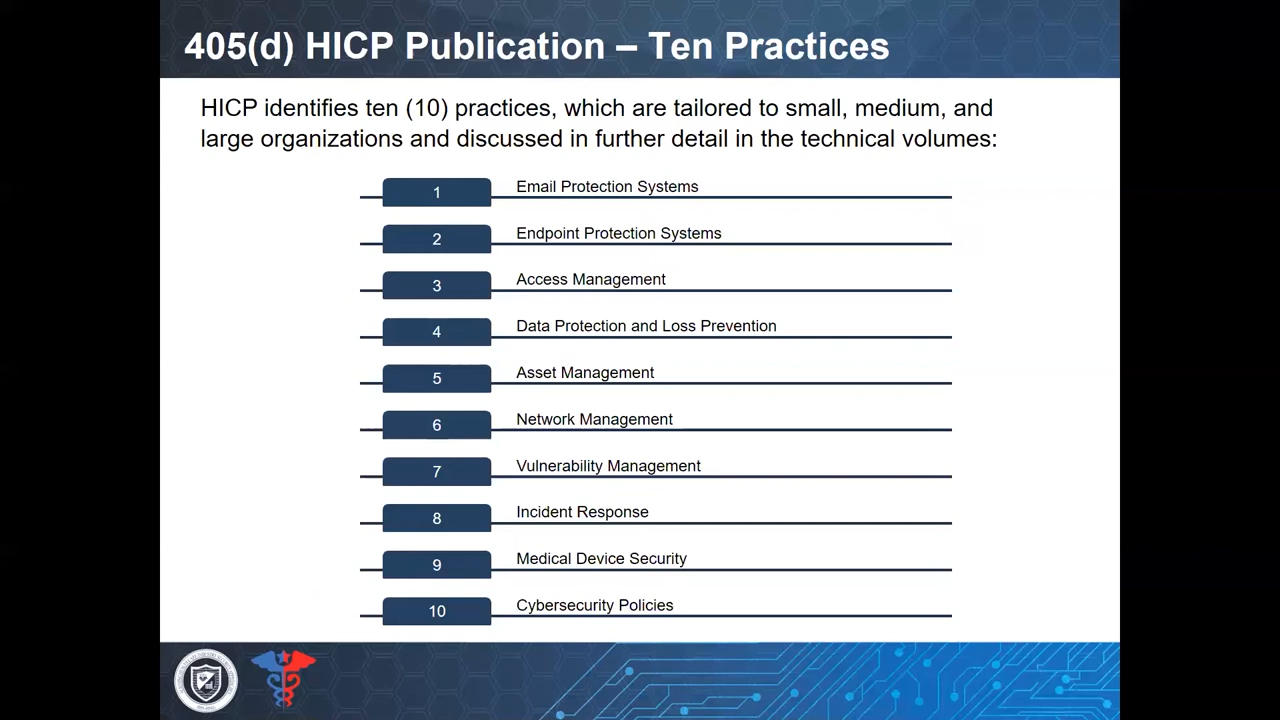 405(d) HICP Publication – Ten Practices
HICP identifies ten (10) practices, which are tailored to small, medium, and
large organizations and discussed in further detail in the technical volumes:
1 Email Protection Systems
2 Endpoint Protection Systems
3 Access Management
4 Data Protection and Loss Prevention
5 Asset Management
6 Network Management
7 Vulnerability Management
8 Incident Response
9 Medical Device Security
10 Cybersecurity Policies